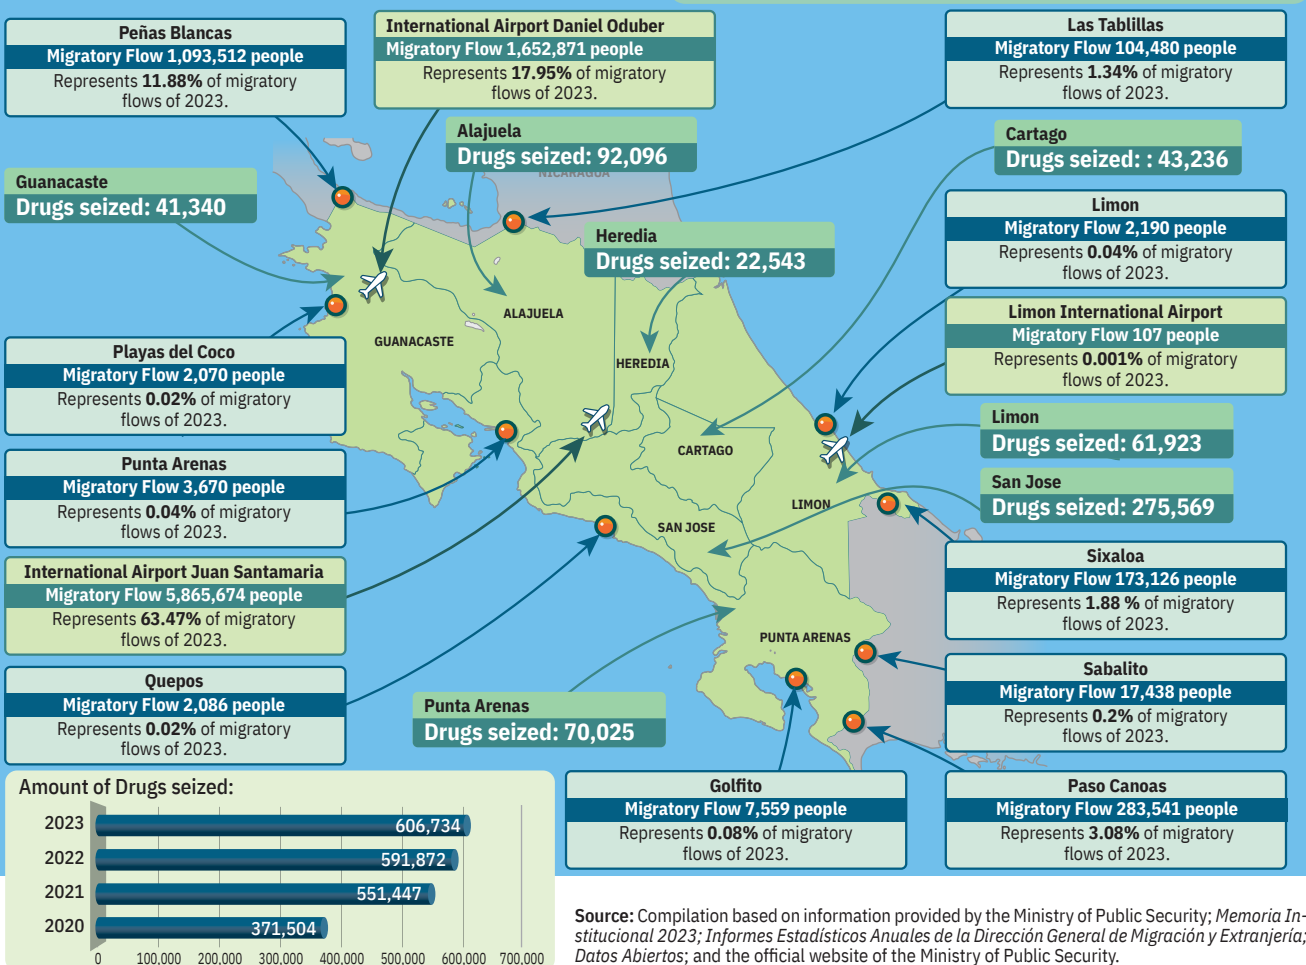 Peñas Blancas
Migratory Flow 1,093,512 people
Represents 11.88% of migratory
flows of 2023.
International Airport Daniel Oduber
Migratory Flow 1,652,871 people
Represents 17.95% of migratory
flows of 2023.
Las Tablillas
Migratory Flow 104,480 people
Represents 1.34% of migratory
flows of 2023.
Alajuela
Drugs seized: 92,096
Cartago
Drugs seized: : 43,236
NICARAGUA
Guanacaste
Drugs seized: 41,340
Limon
Migratory Flow 2,190 people
Represents 0.04% of migratory
flows of 2023.
Heredia
Drugs seized: 22,543
Limon International Airport
Migratory Flow 107 people
Represents 0.001% of migratory
flows of 2023.
ALAJUELA
GUANACASTE
HEREDIA
Playas del Coco
Migratory Flow 2,070 people
Represents 0.02% of migratory
flows of 2023.
Limon
Drugs seized: 61,923
CARTAGO
Punta Arenas
Migratory Flow 3,670 people
Represents 0.04% of migratory
flows of 2023.
San Jose
Drugs seized: 275,569
LIMON
SAN JOSE
Sixaloa
Migratory Flow 173,126 people
Represents 1.88 % of migratory
flows of 2023.
International Airport Juan Santamaria
Migratory Flow 5,865,674 people
Represents 63.47% of migratory
flows of 2023.
PUNTA ARENAS
Sabalito
Migratory Flow 17,438 people
Represents 0.2% of migratory
flows of 2023.
Quepos
Migratory Flow 2,086 people
Represents 0.02% of migratory
flows of 2023.
Punta Arenas
Drugs seized: 70,025
Golfito
Migratory Flow 7,559 people
Represents 0.08% of migratory
flows of 2023.
Paso Canoas
Migratory Flow 283,541 people
Represents 3.08% of migratory
flows of 2023.
Amount of Drugs seized:
2023 606,734
2022 591,872
2021 551,447
2020 371,504
0 100,000 200,000 300,000 400,000 500,000 600,000 700,000
Source: Compilation based on information provided by the Ministry of Public Security; Memoria In-
stitucional 2023; Informes Estadísticos Anuales de la Dirección General de Migración y Extranjería;
Datos Abiertos; and the official website of the Ministry of Public Security.